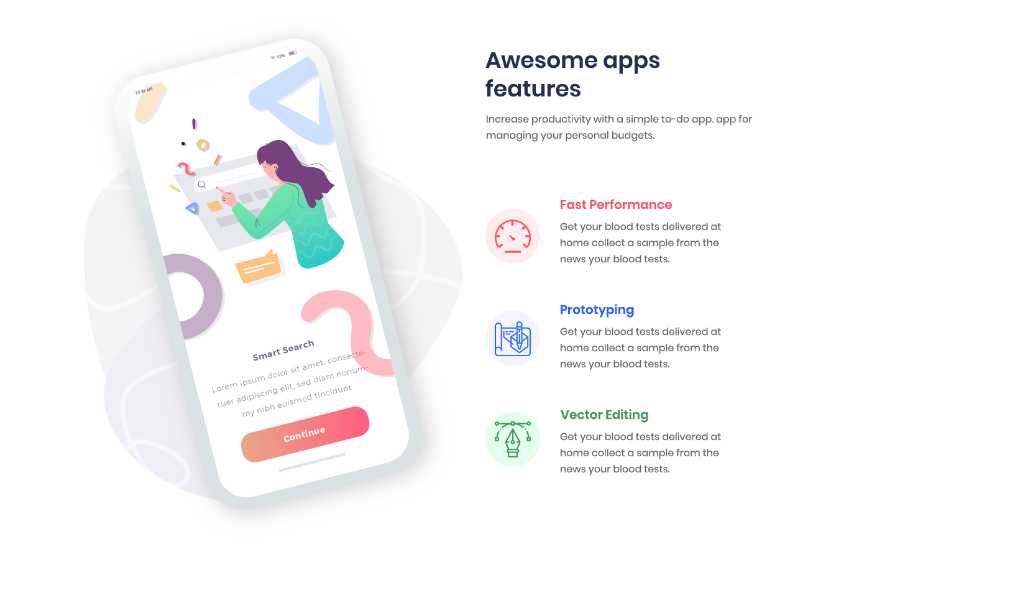 Awesome apps
features
Increase productivity with a simple to-do app. app for
managing your personal budgets.
Fast Performance
Get your blood tests delivered at
home collect a sample from the
news your blood tests.
Prototyping
Get your blood tests delivered at
home collect a sample from the
news your blood tests.
Vector Editing
Get your blood tests delivered at
home collect a sample from the
news your blood tests.
Smart Search
Lorem ipsum dolor sit amet, consecte-
tuer adipiscing elit, sed diam nonum-
my nibh euismod tincidunt
Continue